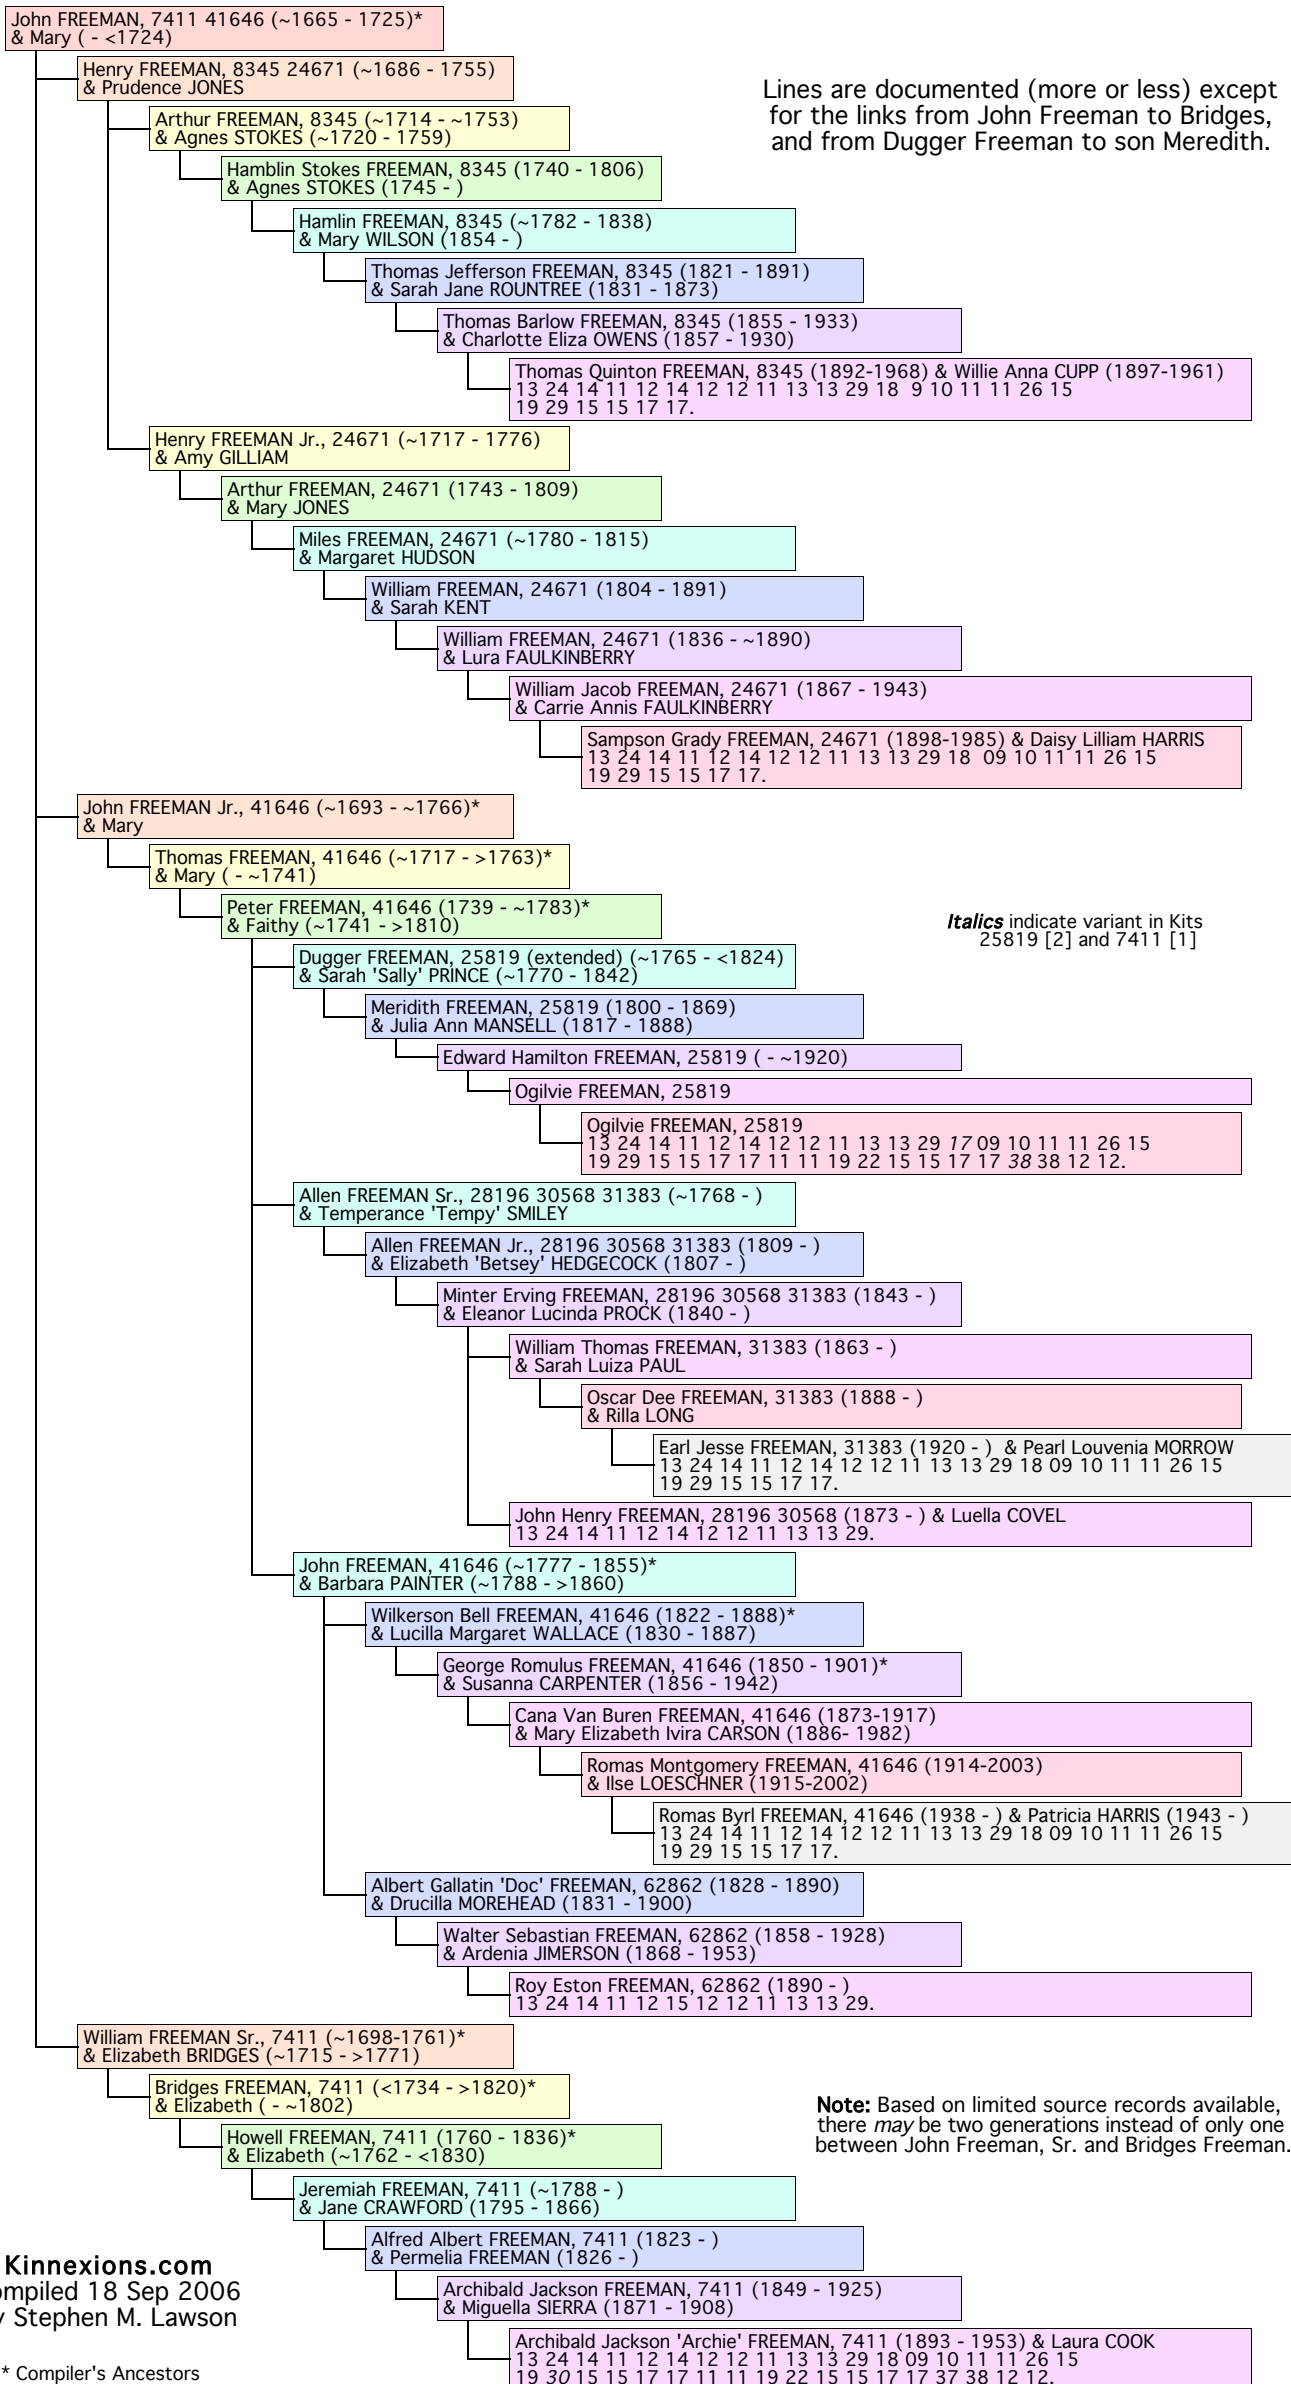 John FREEMAN, 7411 41646 (~1665 - 1725)*
& Mary ( - <1724)
Henry FREEMAN, 8345 24671 (~1686 - 1755)
& Prudence JONES
Lines are documented (more or less) except
for the links from John Freeman to Bridges,
and from Dugger Freeman to son Meredith.
Arthur FREEMAN, 8345 (~1714 - ~1753)
& Agnes STOKES (~1720 - 1759)
Hamblin Stokes FREEMAN, 8345 (1740 - 1806)
& Agnes STOKES (1745 - )
Hamlin FREEMAN, 8345 (~1782 - 1838)
& Mary WILSON (1854 - )
Thomas Jefferson FREEMAN, 8345 (1821 - 1891)
& Sarah Jane ROUNTREE (1831 - 1873)
Thomas Barlow FREEMAN, 8345 (1855 - 1933)
& Charlotte Eliza OWENS (1857 - 1930)
Thomas Quinton FREEMAN, 8345 (1892-1968) & Willie Anna CUPP (1897-1961)
13 24 14 11 12 14 12 12 11 13 13 29 18  9 10 11 11 26 15
19 29 15 15 17 17.
Henry FREEMAN Jr., 24671 (~1717 - 1776)
& Amy GILLIAM
Arthur FREEMAN, 24671 (1743 - 1809)
& Mary JONES
Miles FREEMAN, 24671 (~1780 - 1815)
& Margaret HUDSON
William FREEMAN, 24671 (1804 - 1891)
& Sarah KENT
William FREEMAN, 24671 (1836 - ~1890)
& Lura FAULKINBERRY
William Jacob FREEMAN, 24671 (1867 - 1943)
& Carrie Annis FAULKINBERRY
Sampson Grady FREEMAN, 24671 (1898-1985) & Daisy Lilliam HARRIS
13 24 14 11 12 14 12 12 11 13 13 29 18  09 10 11 11 26 15
19 29 15 15 17 17.
John FREEMAN Jr., 41646 (~1693 - ~1766)*
& Mary
Thomas FREEMAN, 41646 (~1717 - >1763)*
& Mary ( - ~1741)
Peter FREEMAN, 41646 (1739 - ~1783)*
& Faithy (~1741 - >1810)
Italics indicate variant in Kits
25819 [2] and 7411 [1]
Dugger FREEMAN, 25819 (extended) (~1765 - <1824)
& Sarah 'Sally' PRINCE (~1770 - 1842)
Meridith FREEMAN, 25819 (1800 - 1869)
& Julia Ann MANSELL (1817 - 1888)
Edward Hamilton FREEMAN, 25819 ( - ~1920)
Ogilvie FREEMAN, 25819
Ogilvie FREEMAN, 25819
13 24 14 11 12 14 12 12 11 13 13 29 17 09 10 11 11 26 15
19 29 15 15 17 17 11 11 19 22 15 15 17 17 38 38 12 12.
Allen FREEMAN Sr., 28196 30568 31383 (~1768 - )
& Temperance 'Tempy' SMILEY
Allen FREEMAN Jr., 28196 30568 31383 (1809 - )
& Elizabeth 'Betsey' HEDGECOCK (1807 - )
Minter Erving FREEMAN, 28196 30568 31383 (1843 - )
& Eleanor Lucinda PROCK (1840 - )
William Thomas FREEMAN, 31383 (1863 - )
& Sarah Luiza PAUL
Oscar Dee FREEMAN, 31383 (1888 - )
& Rilla LONG
Earl Jesse FREEMAN, 31383 (1920 - )  & Pearl Louvenia MORROW
13 24 14 11 12 14 12 12 11 13 13 29 18 09 10 11 11 26 15
19 29 15 15 17 17.
John Henry FREEMAN, 28196 30568 (1873 - ) & Luella COVEL
13 24 14 11 12 14 12 12 11 13 13 29.
John FREEMAN, 41646 (~1777 - 1855)*
& Barbara PAINTER (~1788 - >1860)
Wilkerson Bell FREEMAN, 41646 (1822 - 1888)*
& Lucilla Margaret WALLACE (1830 - 1887)
George Romulus FREEMAN, 41646 (1850 - 1901)*
& Susanna CARPENTER (1856 - 1942)
Cana Van Buren FREEMAN, 41646 (1873-1917)
& Mary Elizabeth Ivira CARSON (1886- 1982)
Romas Montgomery FREEMAN, 41646 (1914-2003)
& Ilse LOESCHNER (1915-2002)
Romas Byrl FREEMAN, 41646 (1938 - ) & Patricia HARRIS (1943 - )
13 24 14 11 12 14 12 12 11 13 13 29 18 09 10 11 11 26 15
19 29 15 15 17 17.
Albert Gallatin 'Doc' FREEMAN, 62862 (1828 - 1890)
& Drucilla MOREHEAD (1831 - 1900)
Walter Sebastian FREEMAN, 62862 (1858 - 1928)
& Ardenia JIMERSON (1868 - 1953)
Roy Eston FREEMAN, 62862 (1890 - )
13 24 14 11 12 15 12 12 11 13 13 29.
William FREEMAN Sr., 7411 (~1698-1761)*
& Elizabeth BRIDGES (~1715 - >1771)
Bridges FREEMAN, 7411 (<1734 - >1820)*
& Elizabeth ( - ~1802)
Note: Based on limited source records available,
there may be two generations instead of only one
between John Freeman, Sr. and Bridges Freeman.
Howell FREEMAN, 7411 (1760 - 1836)*
& Elizabeth (~1762 - <1830)
Jeremiah FREEMAN, 7411 (~1788 - )
& Jane CRAWFORD (1795 - 1866)
Alfred Albert FREEMAN, 7411 (1823 - )
& Permelia FREEMAN (1826 - )
Archibald Jackson FREEMAN, 7411 (1849 - 1925)
& Miguella SIERRA (1871 - 1908)
Archibald Jackson 'Archie' FREEMAN, 7411 (1893 - 1953) & Laura COOK
13 24 14 11 12 14 12 12 11 13 13 29 18 09 10 11 11 26 15
19 30 15 15 17 17 11 11 19 22 15 15 17 17 37 38 12 12.
Kinnexions.com
ompiled 18 Sep 2006
y Stephen M. Lawson
* Compiler's Ancestors